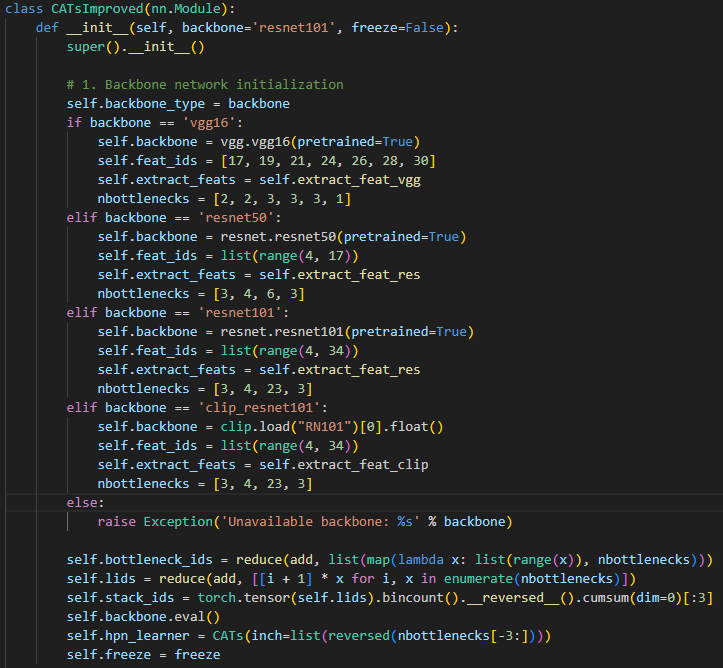 class CATsImproved(nn.Module):
    def __init__(self, backbone='resnet101', freeze=False):
        super().__init__()

        # 1. Backbone network initialization
        self.backbone_type = backbone
        if backbone == 'vgg16':
            self.backbone = vgg.vgg16(pretrained=True)
            self.feat_ids = [17, 19, 21, 24, 26, 28, 30]
            self.extract_feats = self.extract_feat_vgg
            nbottlenecks = [2, 2, 3, 3, 3, 1]
        elif backbone == 'resnet50':
            self.backbone = resnet.resnet50(pretrained=True)
            self.feat_ids = list(range(4, 17))
            self.extract_feats = self.extract_feat_res
            nbottlenecks = [3, 4, 6, 3]
        elif backbone == 'resnet101':
            self.backbone = resnet.resnet101(pretrained=True)
            self.feat_ids = list(range(4, 34))
            self.extract_feats = self.extract_feat_res
            nbottlenecks = [3, 4, 23, 3]
        elif backbone == 'clip_resnet101':
            self.backbone = clip.load("RN101")[0].float()
            self.feat_ids = list(range(4, 34))
            self.extract_feats = self.extract_feat_clip
            nbottlenecks = [3, 4, 23, 3]
        else:
            raise Exception('Unavailable backbone: %s' % backbone)

        self.bottleneck_ids = reduce(add, list(map(lambda x: list(range(x)), nbottlenecks)))
        self.lids = reduce(add, [[i + 1] * x for i, x in enumerate(nbottlenecks)])
        self.stack_ids = torch.tensor(self.lids).bincount().__reversed__().cumsum(dim=0)[:3]
        self.backbone.eval()
        self.hpn_learner = CATs(inch=list(reversed(nbottlenecks[-3:])))
        self.freeze = freeze